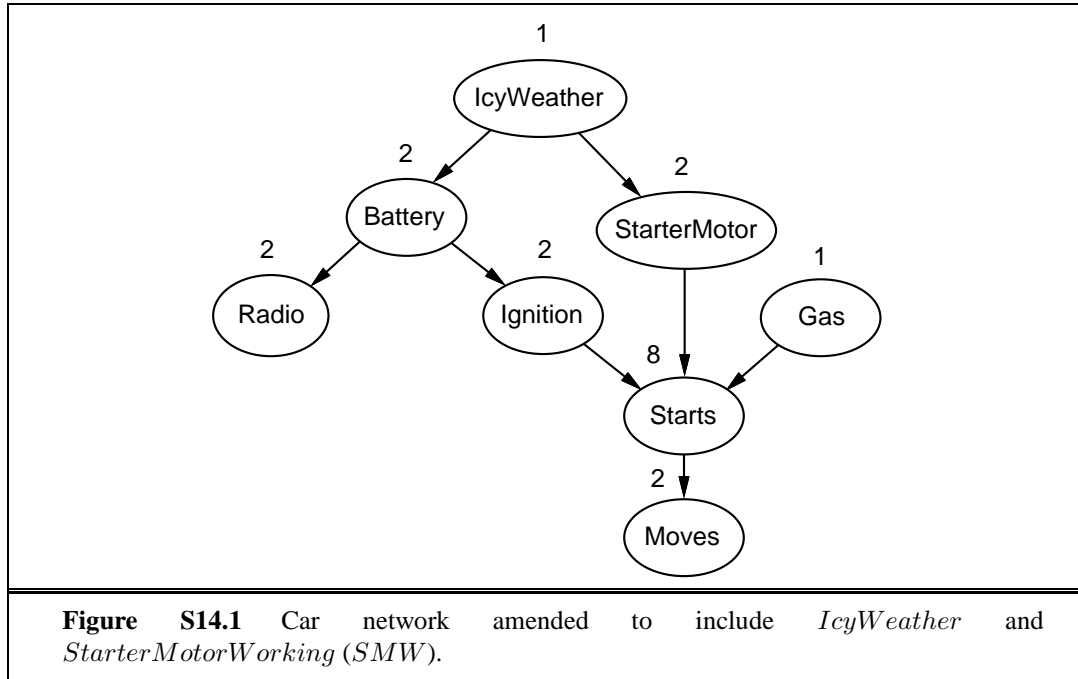 1
IcyWeather
2
2
Battery
StarterMotor
2
2
1
Radio
Ignition
Gas
8
Starts
2
Moves
Figure S14.1 Car network amended to include IcyWeather and
StarterMotorWorking (SMW).